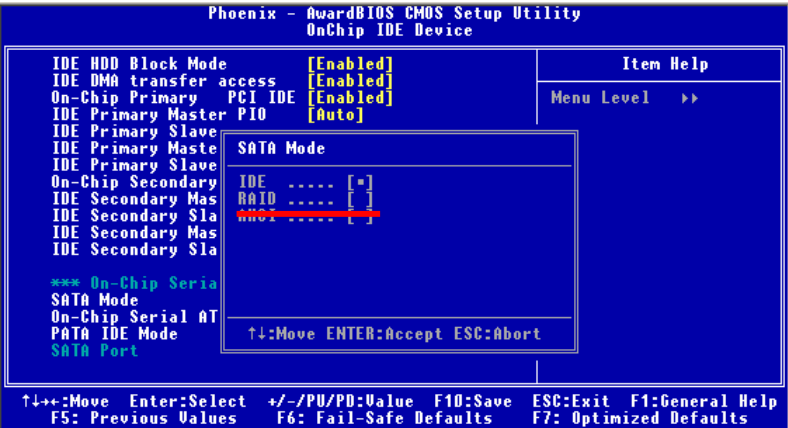 Phoenix - AwardBIOS CMOS Setup Utility
OnChip IDE Device
IDE HDD Block Mode [Enabled]
IDE DMA transfer access [Enabled]
On-Chip Primary PCI IDE [Enabled]
IDE Primary Master PIO [Auto]
IDE Primary Slave
IDE Primary Maste
IDE Primary Slave
On-Chip Secondary
IDE Secondary Mas
IDE Secondary Sla
IDE Secondary Mas
IDE Secondary Sla
*** On-Chip Seria
SATA Mode
On-Chip Serial AT
PATA IDE Mode
SATA Port
Item Help
Menu Level ▸▸
SATA Mode
IDE ..... [▪]
RAID ..... [ ]
AHCI ..... [ ]
↑↓:Move ENTER:Accept ESC:Abort
↑↓→←:Move Enter:Select +/-/PU/PD:Value F10:Save ESC:Exit F1:General Help
F5: Previous Values F6: Fail-Safe Defaults F7: Optimized Defaults